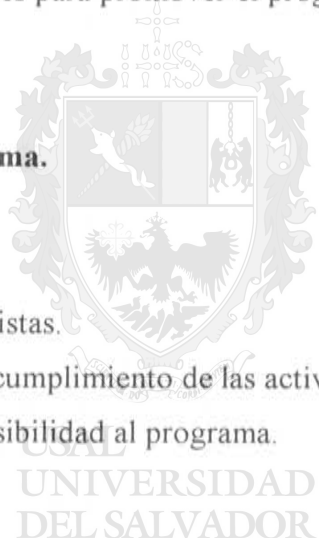 ma.
istas.
cumplimiento de las activ
sibilidad al programa.
USAL
UNIVERSIDAD
DEL SALVADOR